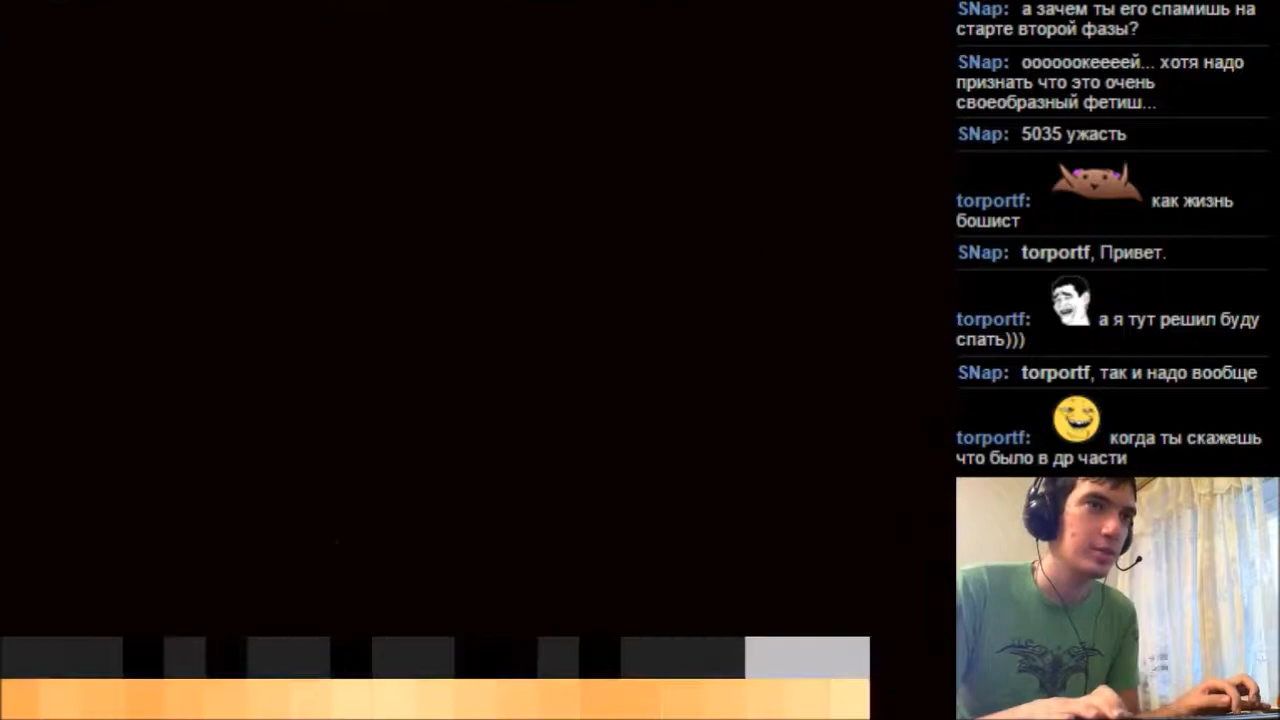 SNap: а зачем ты его спамишь на
старте второй фазы?
SNap: оооооокеееей... хотя надо
признать что это очень
своеобразный фетиш...
SNap: 5035 ужасть
torportf: как жизнь
бошист
SNap: torportf, Привет.
torportf: а я тут решил буду
спать)))
SNap: torportf, так и надо вообще
torportf: когда ты скажешь
что было в др части